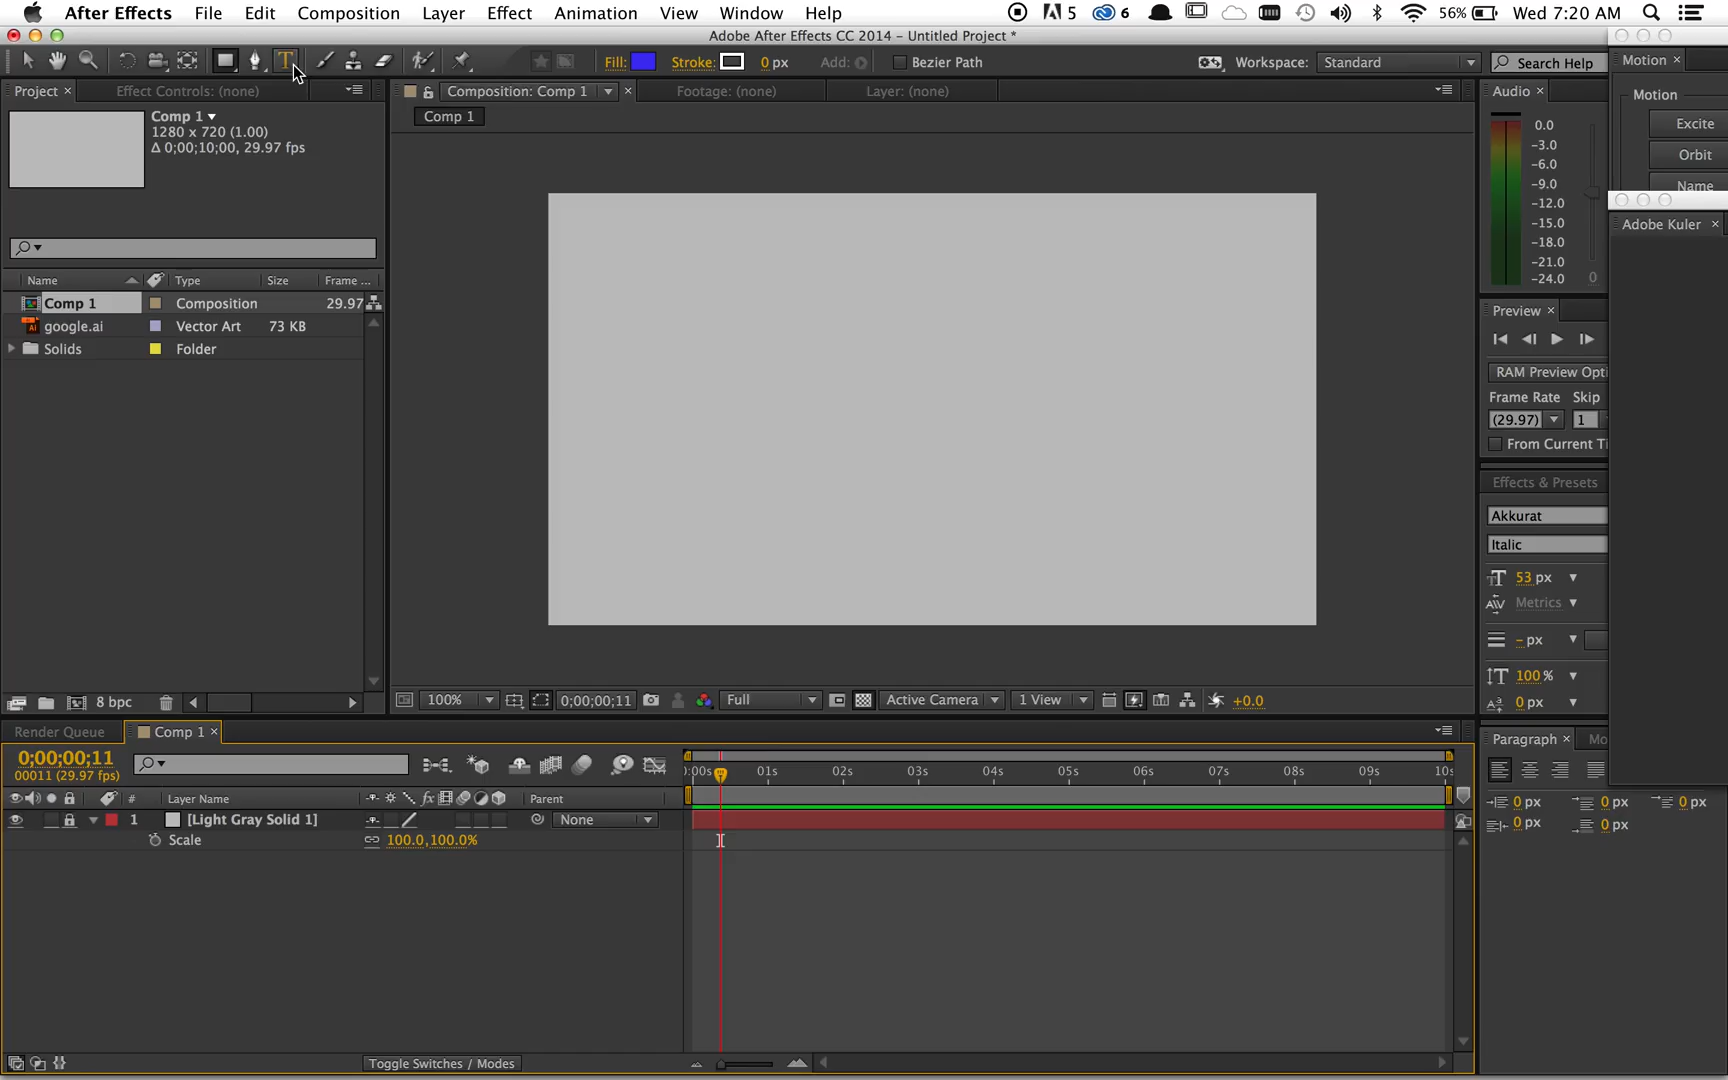 After Effects File Edit Composition Layer Effect Animation View Window Help 5 6 56% Wed 7:20 AM
Adobe After Effects CC 2014 - Untitled Project *
T Fill: Stroke: 0 px Add: Bezier Path Workspace: Standard Search Help
Motion ×
Project × Effect Controls: (none) Composition: Comp 1 × Footage: (none) Layer: (none) Audio ×
Motion
Comp 1
1280 x 720 (1.00)
Δ 0;00;10;00, 29.97 fps
Comp 1
0.0
-3.0
-6.0
-9.0
-12.0
-15.0
-18.0
-21.0
-24.0
0
Excite
Orbit
Name
Adobe Kuler ×
Name Type Size Frame ...
Comp 1 Composition 29.97
google.ai Vector Art 73 KB
Solids Folder
Preview ×
RAM Preview Opti
Frame Rate Skip
(29.97) 1
From Current Ti
Effects & Presets
Akkurat
Italic
53 px
Metrics
- px
100 %
0 px
8 bpc
100% 0;00;00;11 Full Active Camera 1 View +0.0
Render Queue Comp 1 ×
Paragraph × Mo
0 px 0 px 0 px
0 px 0 px
0;00;00;11
00011 (29.97 fps)
):00s 01s 02s 03s 04s 05s 06s 07s 08s 09s 10s
# Layer Name fx Parent
1 [Light Gray Solid 1] None
Scale 100.0,100.0%
Toggle Switches / Modes